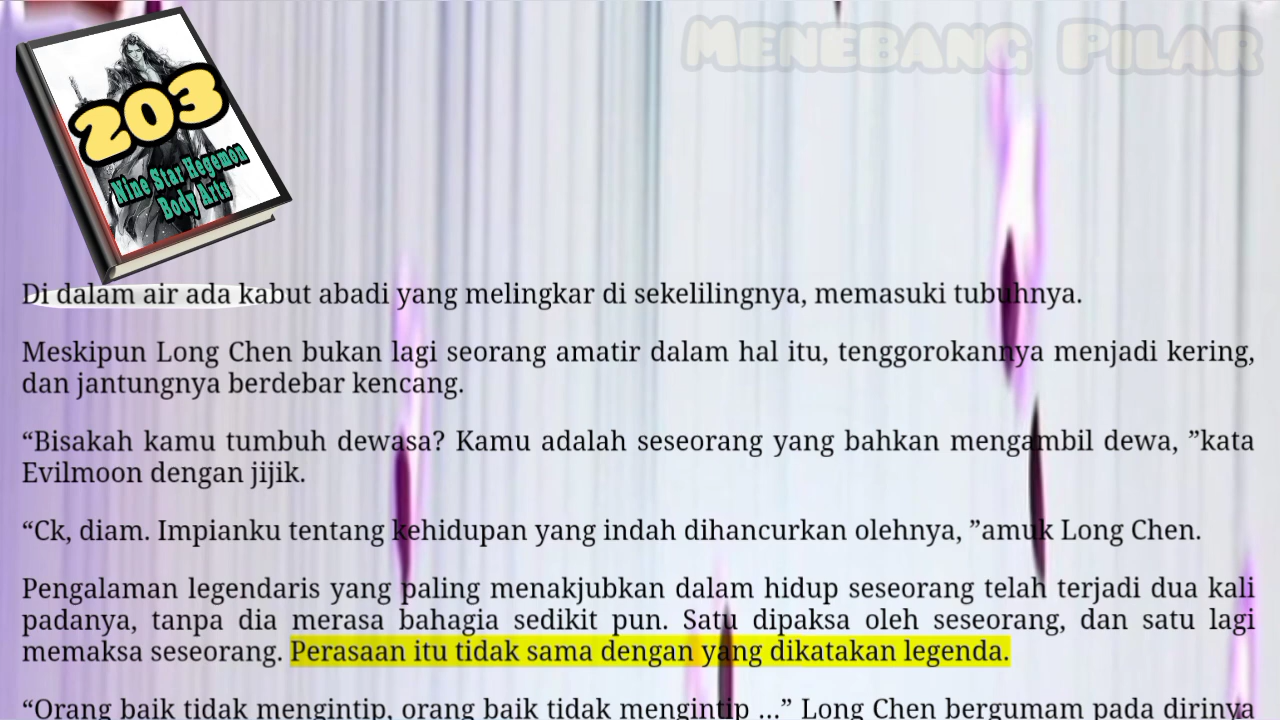 MENEBANG PILAR
203
Nine Star Hegemon
Body Arts
Di dalam air ada kabut abadi yang melingkar di sekelilingnya, memasuki tubuhnya.
Meskipun Long Chen bukan lagi seorang amatir dalam hal itu, tenggorokannya menjadi kering,
dan jantungnya berdebar kencang.
“Bisakah kamu tumbuh dewasa? Kamu adalah seseorang yang bahkan mengambil dewa, ”kata
Evilmoon dengan jijik.
“Ck, diam. Impianku tentang kehidupan yang indah dihancurkan olehnya, ”amuk Long Chen.
Pengalaman legendaris yang paling menakjubkan dalam hidup seseorang telah terjadi dua kali
padanya, tanpa dia merasa bahagia sedikit pun. Satu dipaksa oleh seseorang, dan satu lagi
memaksa seseorang. Perasaan itu tidak sama dengan yang dikatakan legenda.
“Orang baik tidak mengintip, orang baik tidak mengintip ...” Long Chen bergumam pada dirinya